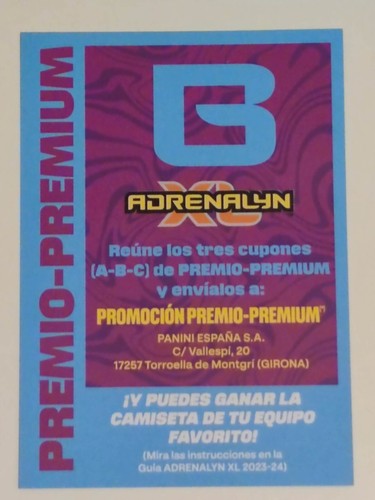 PREMIO-PREMIUM
B
ADRENALYN
XL
Reúne los tres cupones
(A-B-C) de PREMIO-PREMIUM
y envíalos a:
PROMOCIÓN PREMIO-PREMIUM
PANINI ESPAÑA S.A.
C/ Vallespi, 20
17257 Torroella de Montgrí (GIRONA)
¡Y PUEDES GANAR LA
CAMISETA DE TU EQUIPO
FAVORITO!
(Mira las instrucciones en la
Guía ADRENALYN XL 2023-24)